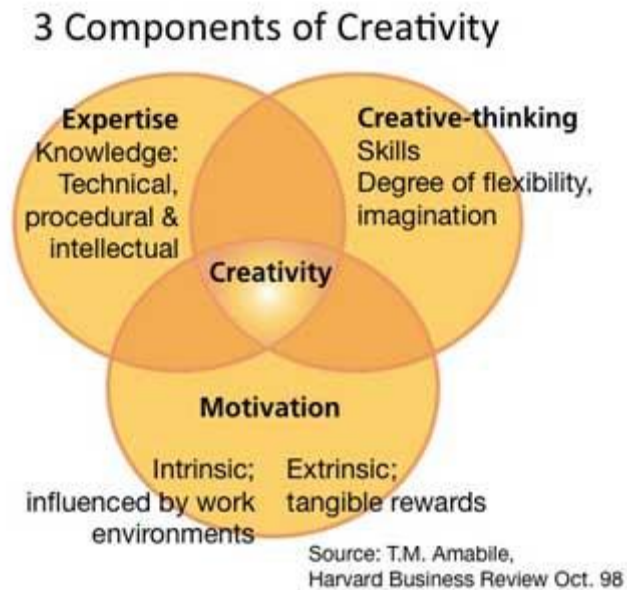 3 Components of Creativity
Expertise
Knowledge:
Technical,
procedural &
intellectual
Creative-thinking
Skills
Degree of flexibility,
imagination
Creativity
Motivation
Intrinsic;
influenced by work
environments
Extrinsic;
tangible rewards
Source: T.M. Amabile,
Harvard Business Review Oct. 98